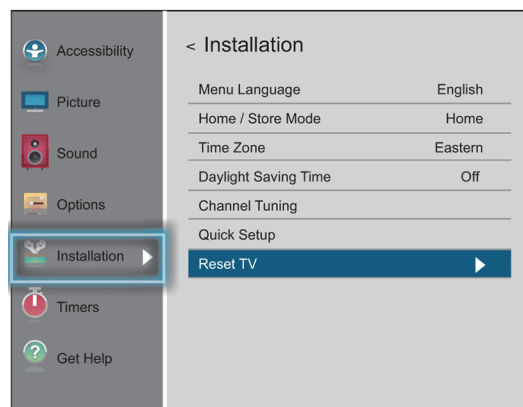 Accessibility
Picture
Sound
Options
Installation
Timers
? Get Help
< Installation
Menu Language English
Home / Store Mode Home
Time Zone Eastern
Daylight Saving Time Off
Channel Tuning
Quick Setup
Reset TV